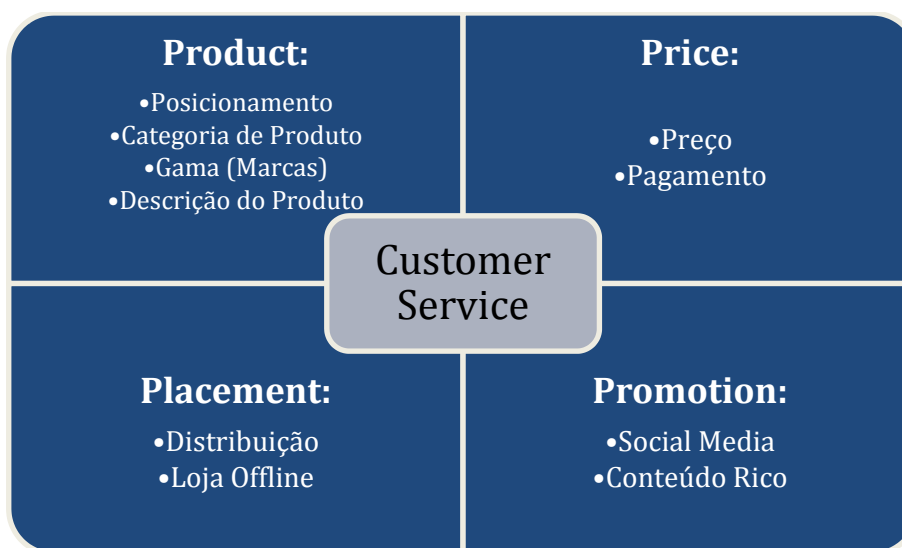 Product:
•Posicionamento
•Categoria de Produto
•Gama (Marcas)
•Descrição do Produto
Price:
•Preço
•Pagamento
Customer
Service
Placement:
•Distribuição
•Loja Offline
Promotion:
•Social Media
•Conteúdo Rico